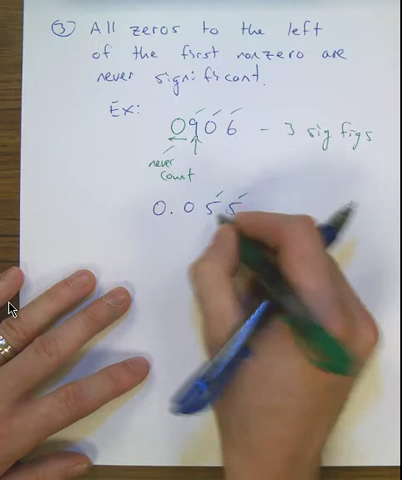 ③ All zeros to the left
of the first nonzero are
never significant.
Ex:
0906 - 3 sig figs
never
count
0.055